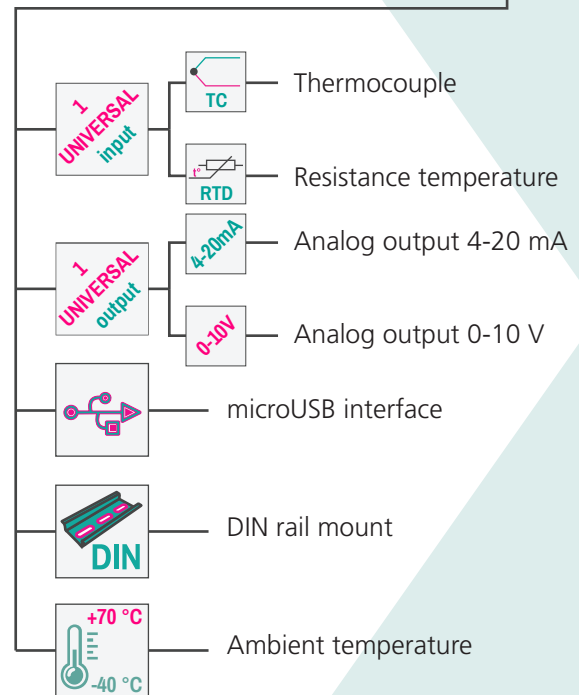 1
UNIVERSAL
input
TC
Thermocouple
t°
RTD
Resistance temperature
1
UNIVERSAL
output
4-20mA
Analog output 4-20 mA
0-10V
Analog output 0-10 V
microUSB interface
DIN
DIN rail mount
+70 °C
-40 °C
Ambient temperature